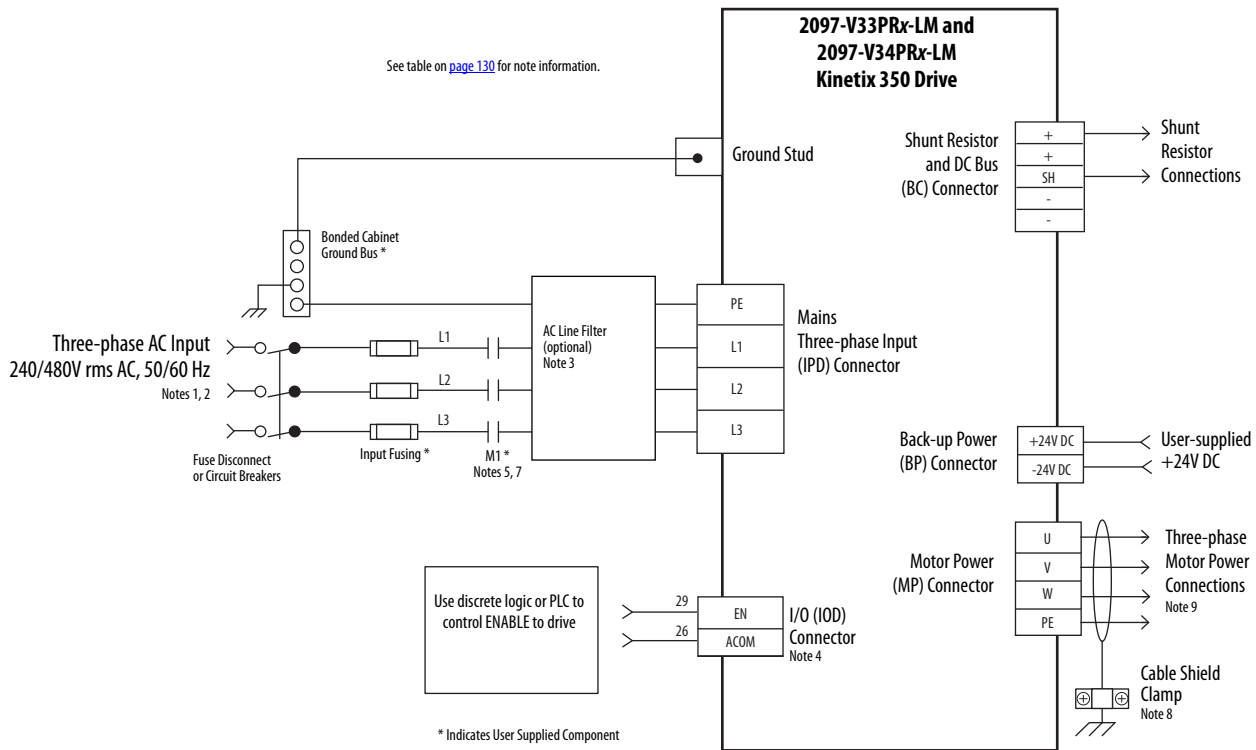 2097-V33PRx-LM and
2097-V34PRx-LM
Kinetix 350 Drive
See table on page 130 for note information.
Ground Stud
Shunt Resistor
and DC Bus
(BC) Connector
+
+
SH
-
-
Shunt
Resistor
Connections
Bonded Cabinet
Ground Bus *
Three-phase AC Input
240/480V rms AC, 50/60 Hz
Notes 1, 2
Fuse Disconnect
or Circuit Breakers
L1
L2
L3
Input Fusing *
M1 *
Notes 5, 7
AC Line Filter
(optional)
Note 3
PE
L1
L2
L3
Mains
Three-phase Input
(IPD) Connector
Back-up Power
(BP) Connector
+24V DC
-24V DC
User-supplied
+24V DC
Motor Power
(MP) Connector
U
V
W
PE
Three-phase
Motor Power
Connections
Note 9
Use discrete logic or PLC to
control ENABLE to drive
29
26
EN
ACOM
I/O (IOD)
Connector
Note 4
Cable Shield
Clamp
Note 8
* Indicates User Supplied Component